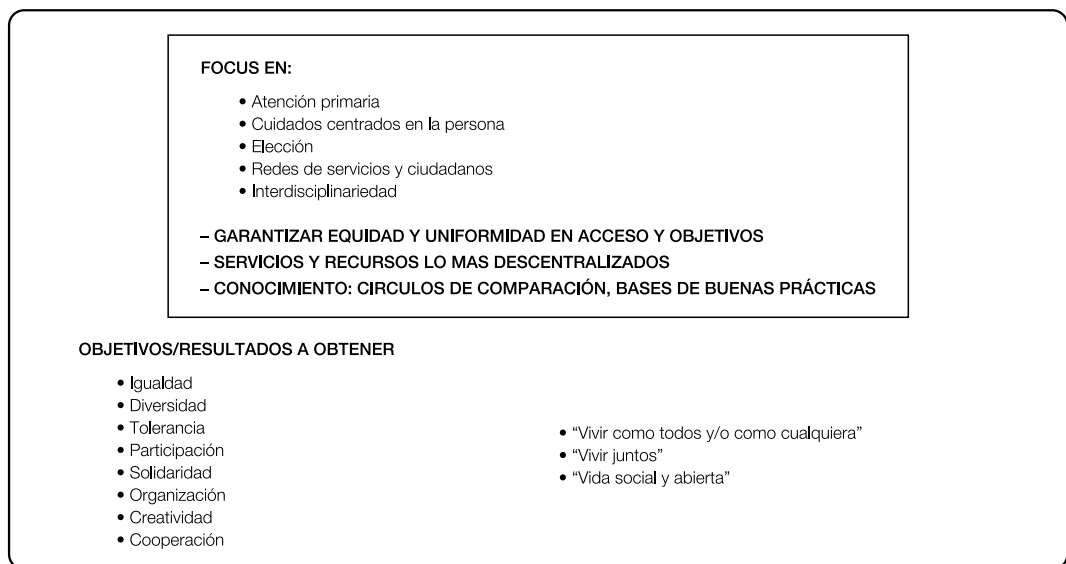 FOCUS EN:
• Atención primaria
• Cuidados centrados en la persona
• Elección
• Redes de servicios y ciudadanos
• Interdisciplinariedad
– GARANTIZAR EQUIDAD Y UNIFORMIDAD EN ACCESO Y OBJETIVOS
– SERVICIOS Y RECURSOS LO MAS DESCENTRALIZADOS
– CONOCIMIENTO: CIRCULOS DE COMPARACIÓN, BASES DE BUENAS PRÁCTICAS
OBJETIVOS/RESULTADOS A OBTENER
• Igualdad
• Diversidad
• Tolerancia
• Participación
• Solidaridad
• Organización
• Creatividad
• Cooperación
• “Vivir como todos y/o como cualquiera”
• “Vivir juntos”
• “Vida social y abierta”